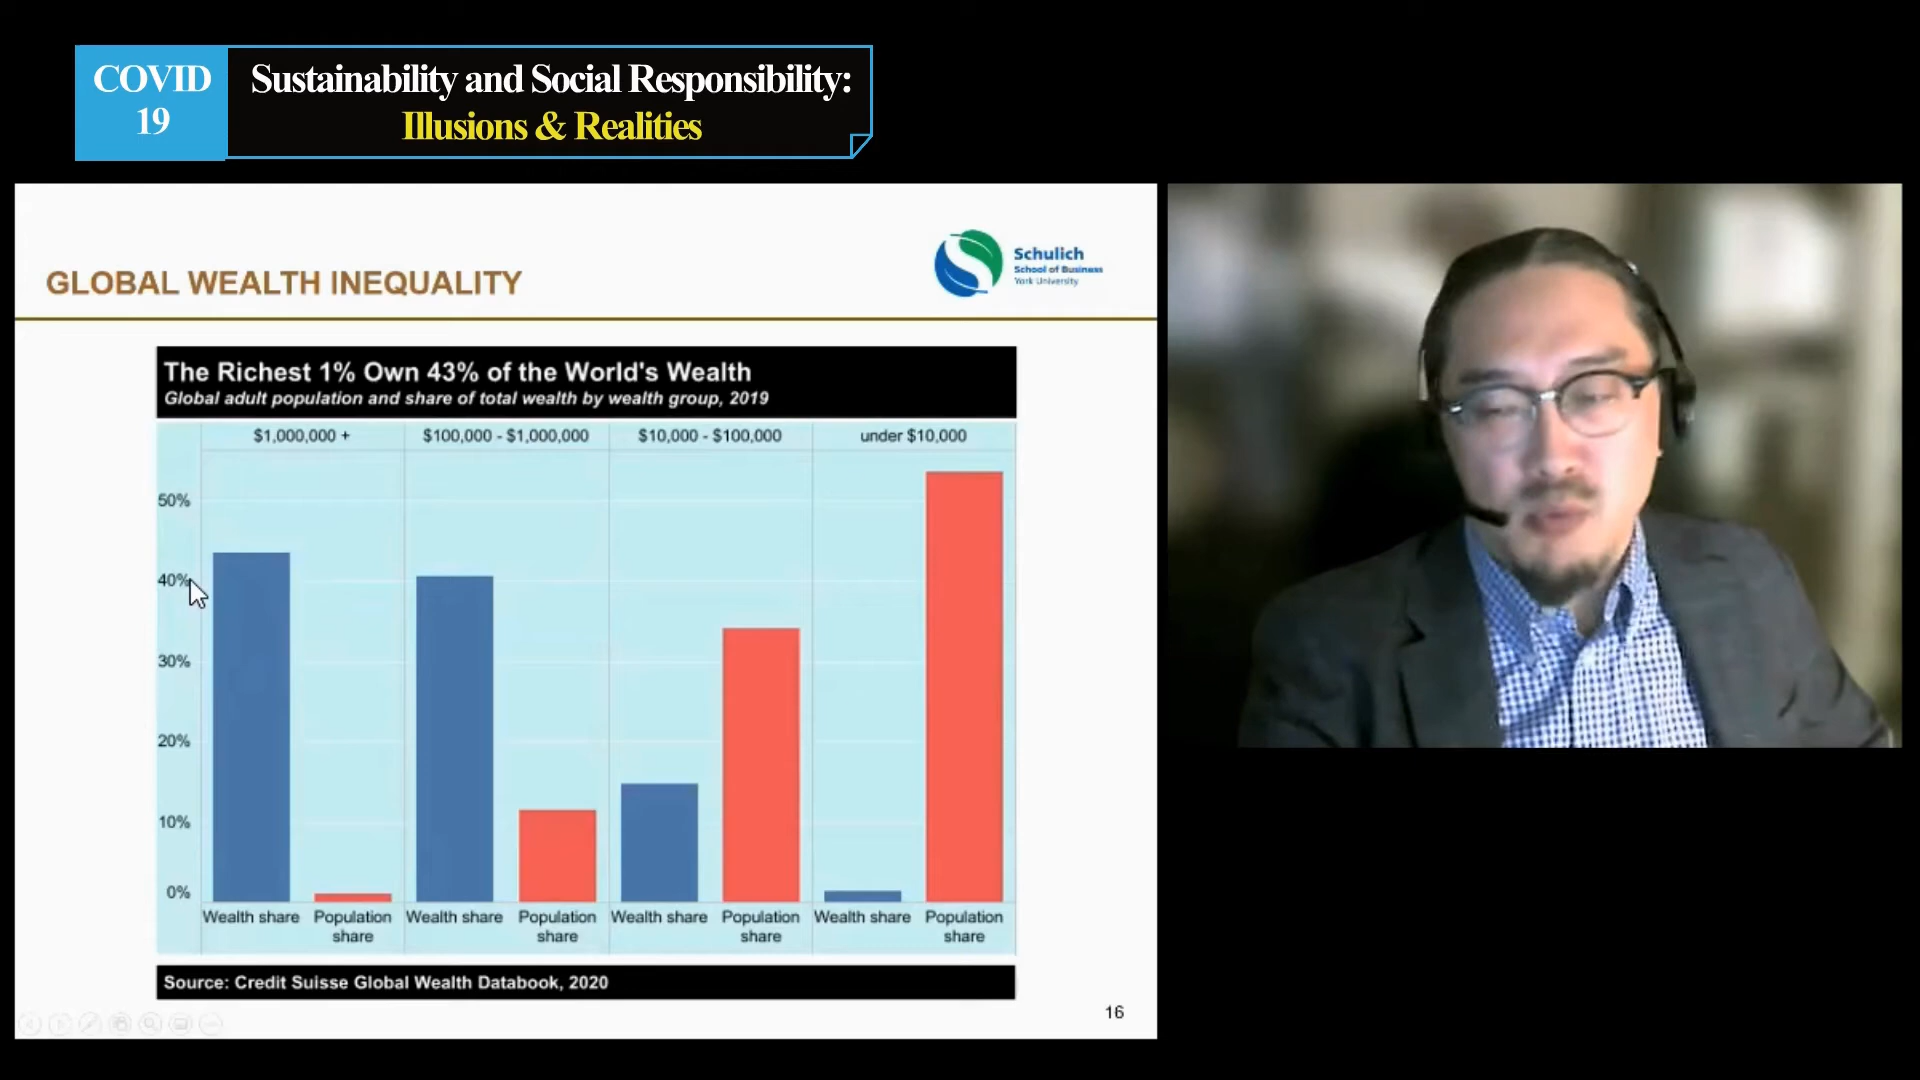 COVID
19
Sustainability and Social Responsibility:
Illusions & Realities
GLOBAL WEALTH INEQUALITY
Schulich
School of Business
York University
The Richest 1% Own 43% of the World's Wealth
Global adult population and share of total wealth by wealth group, 2019
$1,000,000 +
$100,000 - $1,000,000
$10,000 - $100,000
under $10,000
50%
40%
30%
20%
10%
0%
Wealth share
Population
share
Wealth share
Population
share
Wealth share
Population
share
Wealth share
Population
share
Source: Credit Suisse Global Wealth Databook, 2020
16